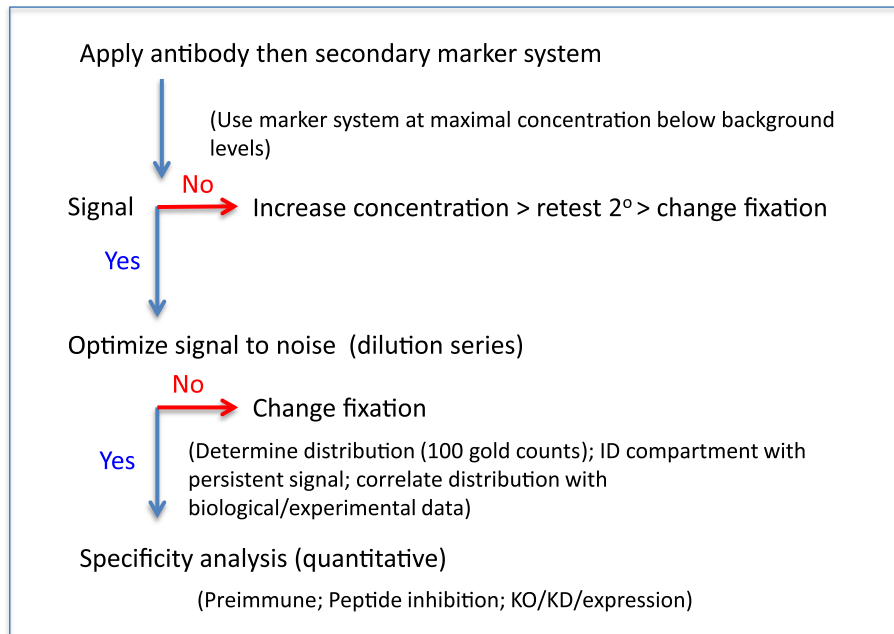 Apply antibody then secondary marker system
(Use marker system at maximal concentration below background
levels)
No
Signal
Increase concentration > retest 2º > change fixation
Yes
Optimize signal to noise (dilution series)
No
Change fixation
Yes
(Determine distribution (100 gold counts); ID compartment with
persistent signal; correlate distribution with
biological/experimental data)
Specificity analysis (quantitative)
(Preimmune; Peptide inhibition; KO/KD/expression)